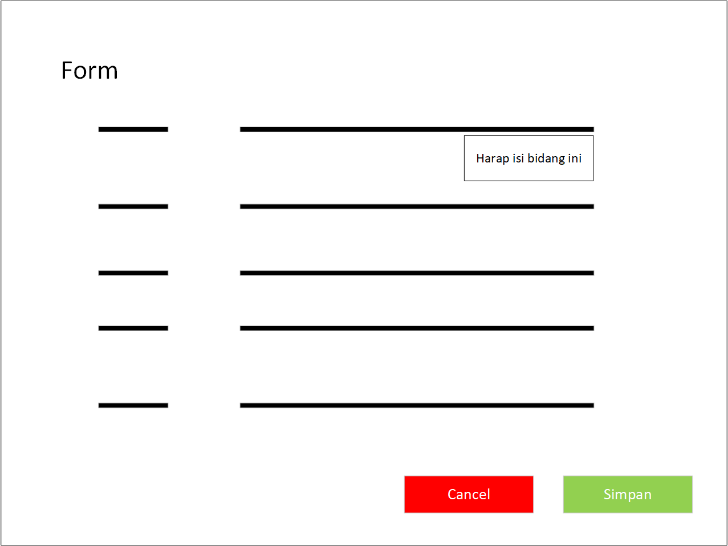 Form
Harap isi bidang ini
Cancel
Simpan